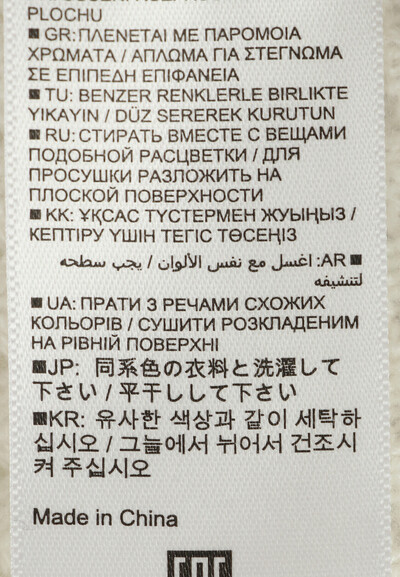 PLOCHU
GR:ΠΛΕΝΕΤΑΙ ΜΕ ΠΑΡΟΜΟΙΑ
ΧΡΩΜΑΤΑ / ΑΠΛΩΜΑ ΓΙΑ ΣΤΕΓΝΩΜΑ
ΣΕ ΕΠΙΠΕΔΗ ΕΠΙΦΑΝΕΙΑ
TU: BENZER RENKLERLE BIRLIKTE
YIKAYIN / DÜZ SEREREK KURUTUN
RU: СТИРАТЬ ВМЕСТЕ С ВЕЩАМИ
ПОДОБНОЙ РАСЦВЕТКИ / ДЛЯ
ПРОСУШКИ РАЗЛОЖИТЬ НА
ПЛОСКОЙ ПОВЕРХНОСТИ
KK: ҰҚСАС ТҮСТЕРМЕН ЖУЫҢЫЗ /
КЕПТІРУ ҮШІН ТЕГІС ТӨСЕҢІЗ
AR: اغسل مع نفس الألوان / يجب سطحه
لتنشيفه
UA: ПРАТИ З РЕЧАМИ СХОЖИХ
КОЛЬОРІВ / СУШИТИ РОЗКЛАДЕНИМ
НА РІВНІЙ ПОВЕРХНІ
JP: 同系色の衣料と洗濯して
下さい / 平干しして下さい
KR: 유사한 색상과 같이 세탁하
십시오 / 그늘에서 뉘어서 건조시
켜 주십시오
Made in China